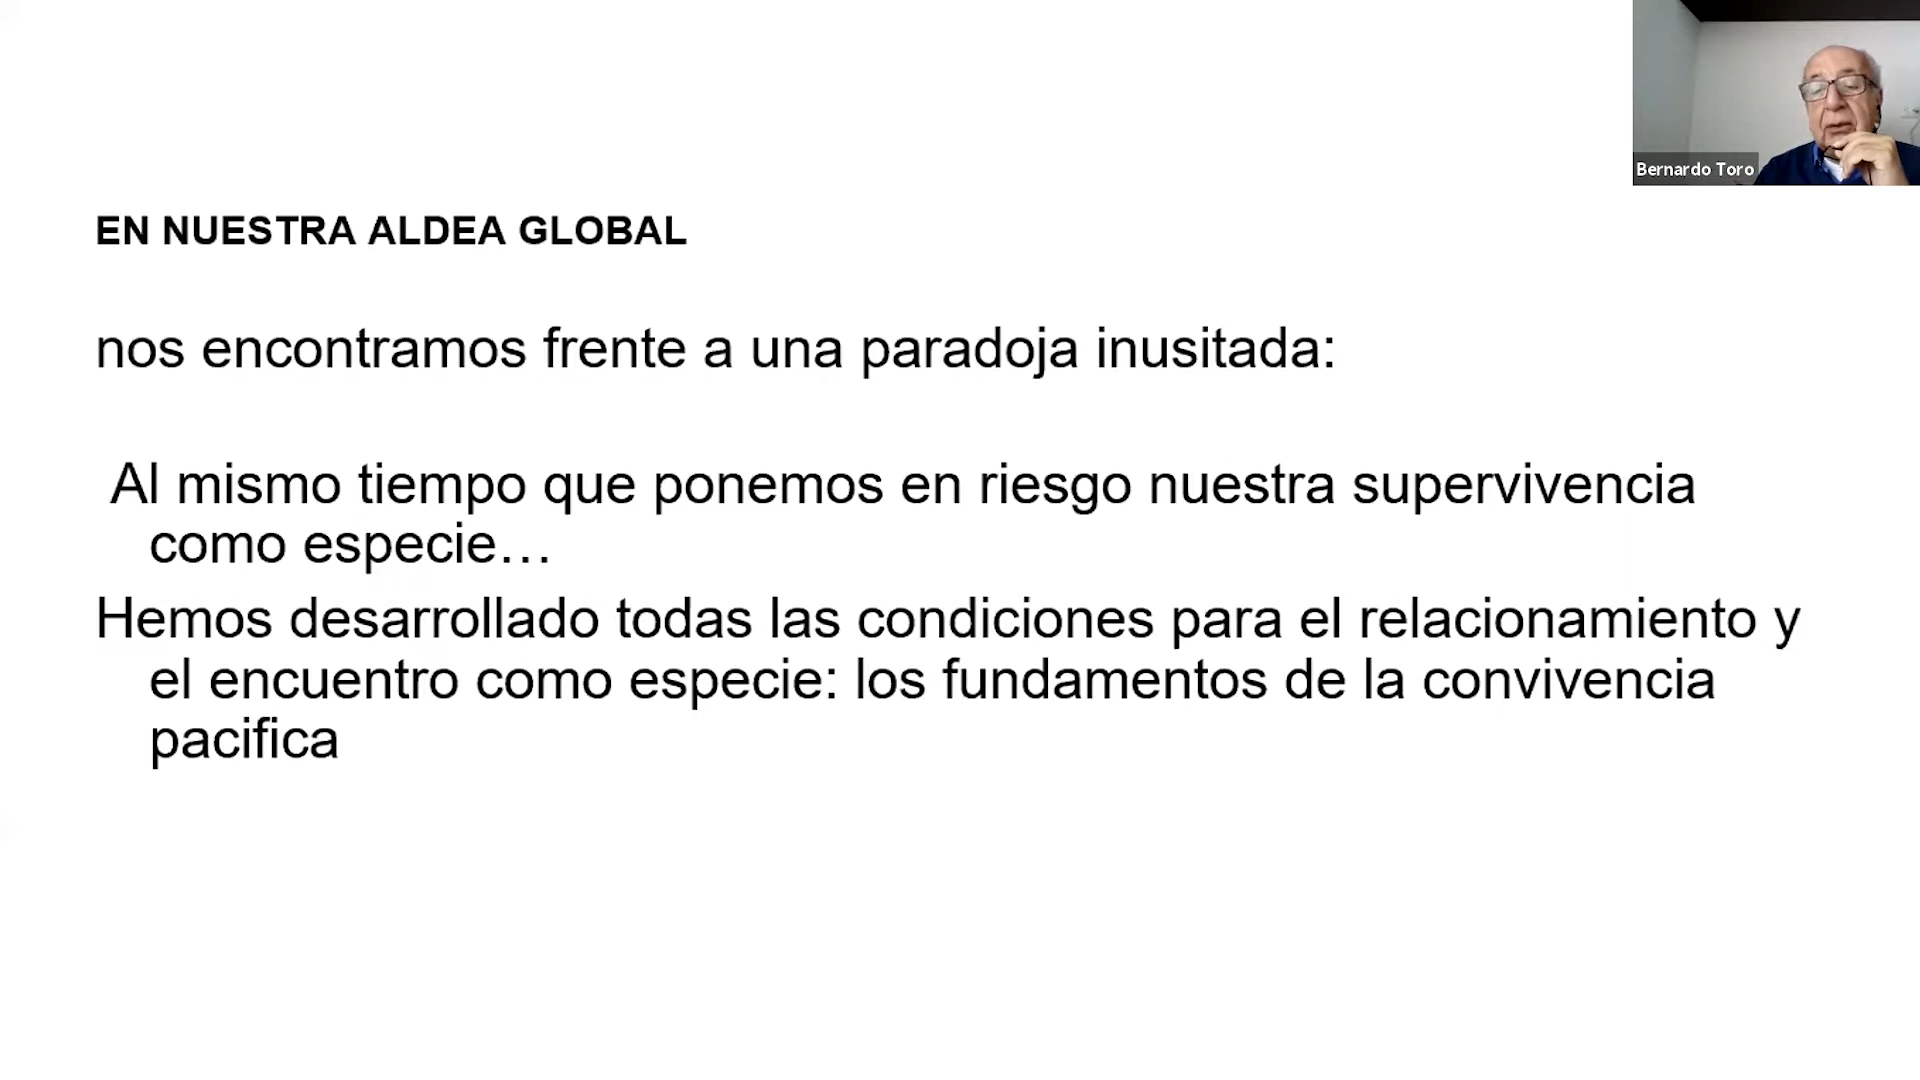 Bernardo Toro
EN NUESTRA ALDEA GLOBAL
nos encontramos frente a una paradoja inusitada:
Al mismo tiempo que ponemos en riesgo nuestra supervivencia
como especie…
Hemos desarrollado todas las condiciones para el relacionamiento y
el encuentro como especie: los fundamentos de la convivencia
pacifica